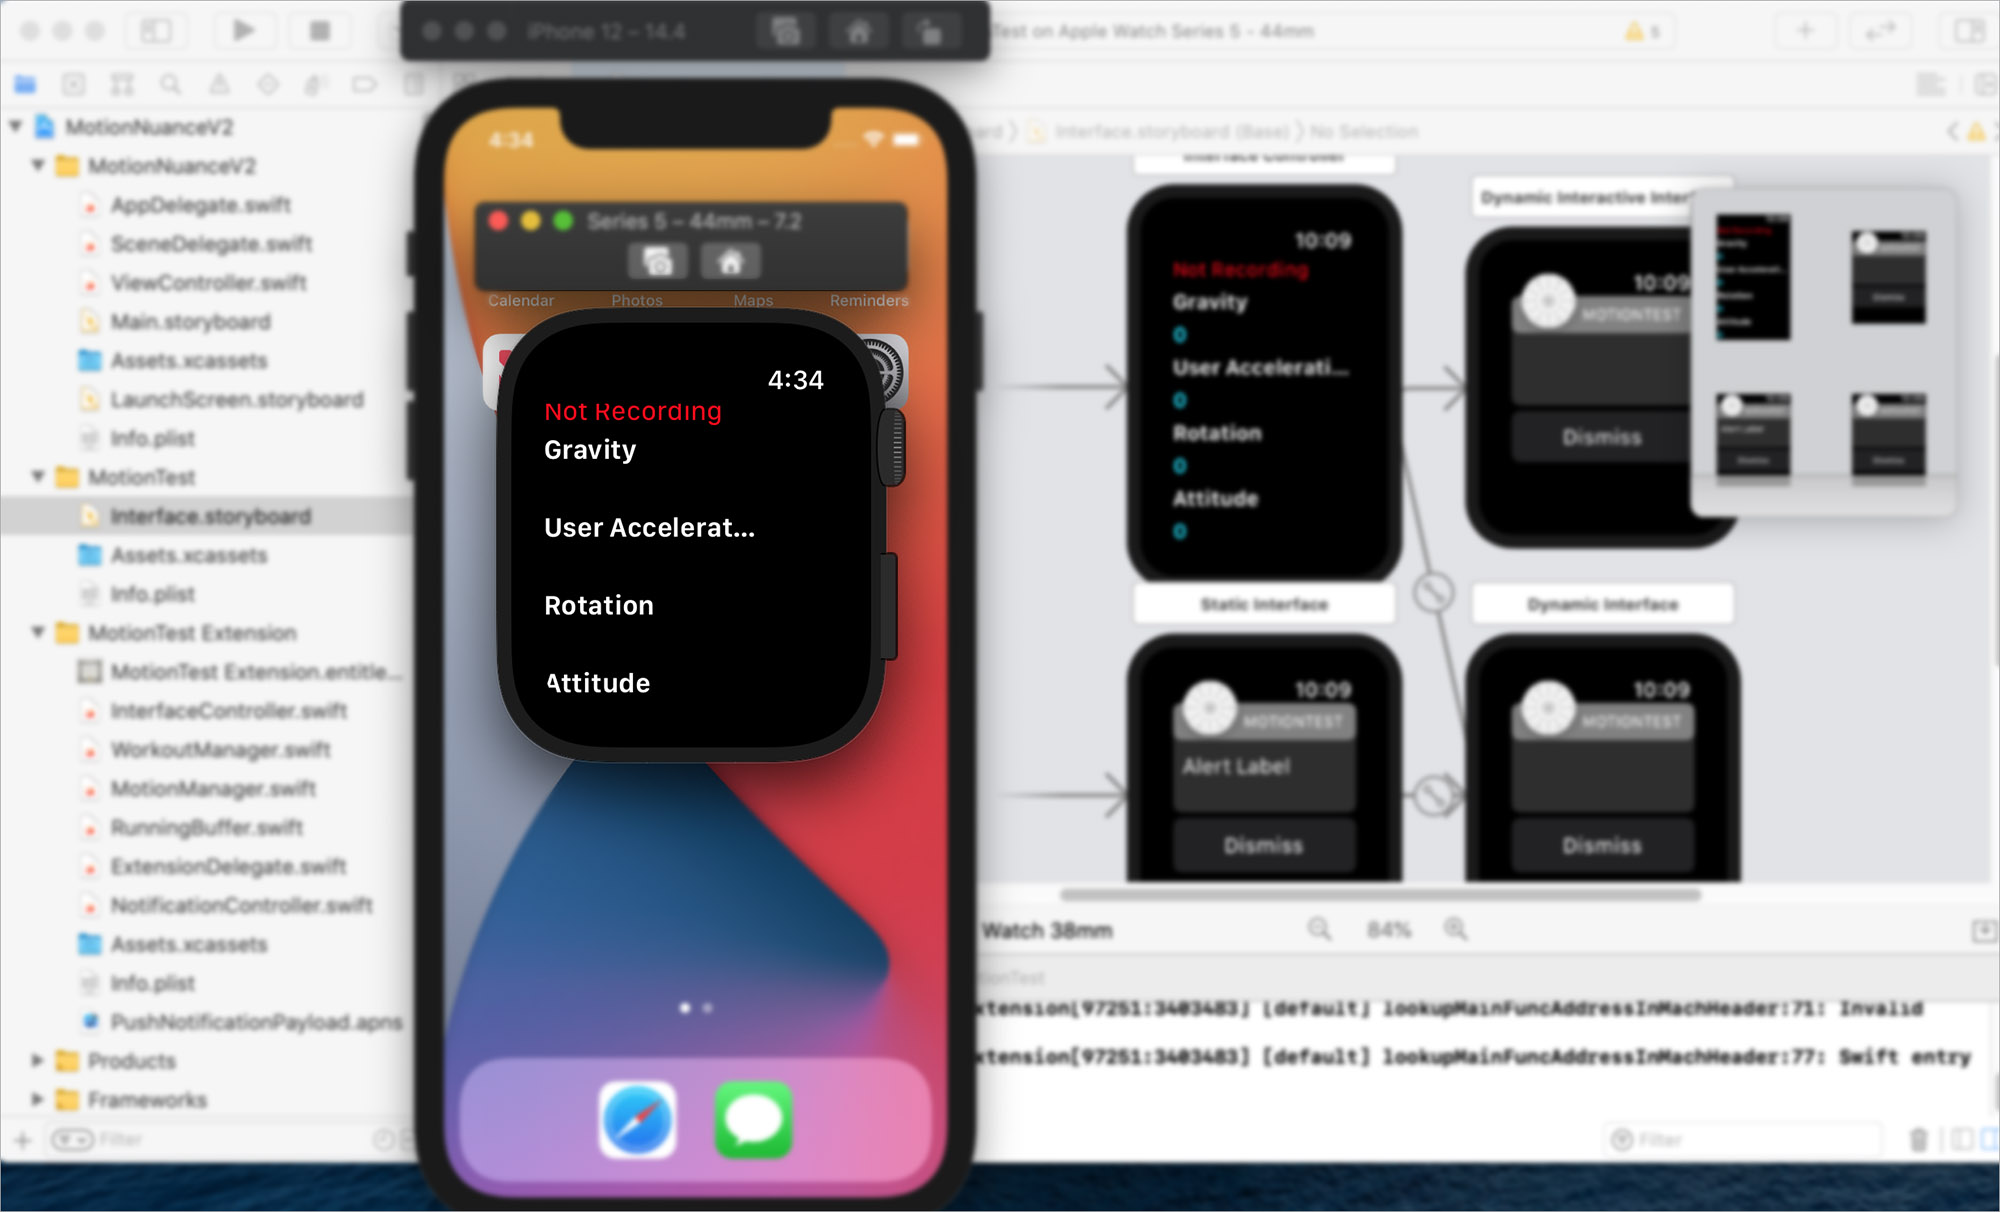 iPhone 12 – 14.4
Test on Apple Watch Series 5 - 44mm
5
MotionNuanceV2
MotionNuanceV2
AppDelegate.swift
SceneDelegate.swift
ViewController.swift
Main.storyboard
Assets.xcassets
LaunchScreen.storyboard
Info.plist
MotionTest
Interface.storyboard
Assets.xcassets
Info.plist
MotionTest Extension
MotionTest Extension.entitle...
InterfaceController.swift
WorkoutManager.swift
MotionManager.swift
RunningBuffer.swift
ExtensionDelegate.swift
NotificationController.swift
Assets.xcassets
Info.plist
PushNotificationPayload.apns
Products
Frameworks
Filter
4:34
Series 5 – 44mm – 7.2
Calendar
Photos
Maps
Reminders
4:34
Not Recording
Gravity
User Accelerat...
Rotation
Attitude
ard
Interface.storyboard (Base)
No Selection
Interface Controller
10:09
Not Recording
Gravity
0
User Accelerati...
0
Rotation
0
Attitude
0
Dynamic Interactive Inter
10:09
MOTIONTEST
Dismiss
Static Interface
10:09
MOTIONTEST
Alert Label
Dismiss
Dynamic Interface
10:09
MOTIONTEST
Dismiss
Watch 38mm
84%
tionTest
xtension[97251:3403483] [default] lookupMainFuncAddressInMachHeader:71: Invalid
xtension[97251:3403483] [default] lookupMainFuncAddressInMachHeader:77: Swift entry
Filter